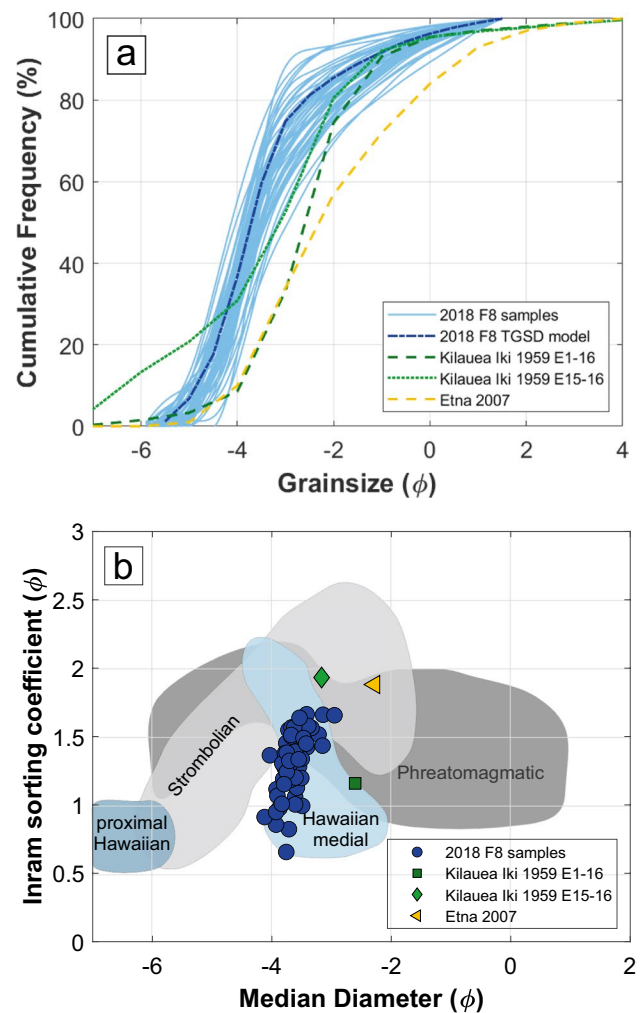 a
100
80
60
40
20
0
Cumulative Frequency (%)
-6
-4
-2
0
2
4
Grainsize (ϕ)
2018 F8 samples
2018 F8 TGSD model
Kilauea Iki 1959 E1-16
Kilauea Iki 1959 E15-16
Etna 2007
b
3
2.5
2
1.5
1
0.5
0
Inram sorting coefficient (ϕ)
Strombolian
Phreatomagmatic
proximal
Hawaiian
Hawaiian
medial
2018 F8 samples
Kilauea Iki 1959 E1-16
Kilauea Iki 1959 E15-16
Etna 2007
-6
-4
-2
0
2
Median Diameter (ϕ)